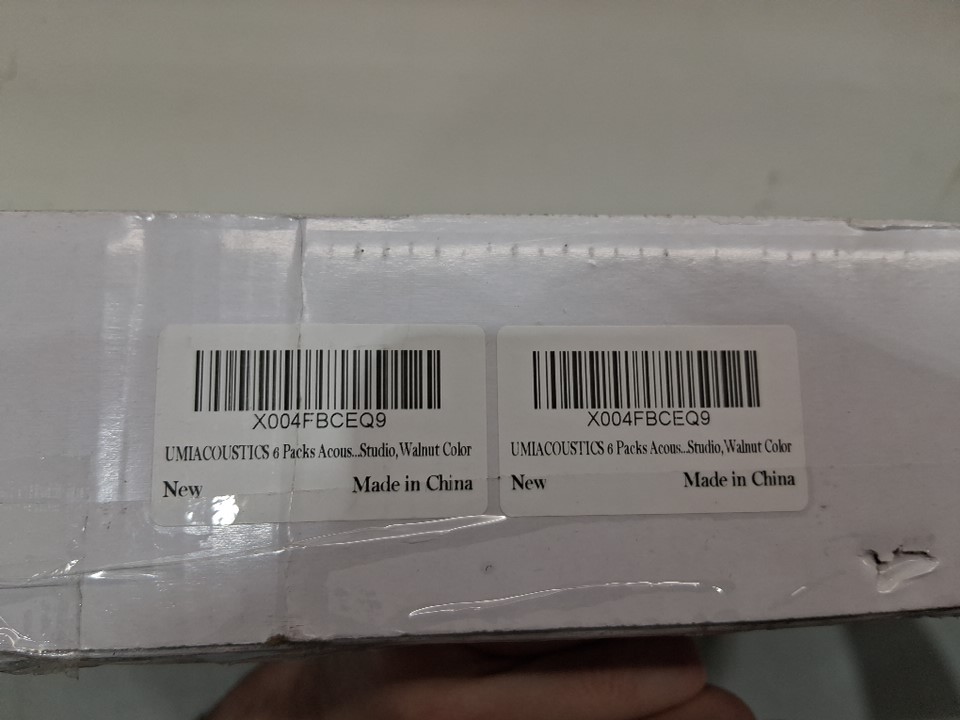 X004FBCEQ9
UMIACOUSTICS 6 Packs Acous...Studio,Walnut Color
New Made in China
X004FBCEQ9
UMIACOUSTICS 6 Packs Acous...Studio,Walnut Color
New Made in China